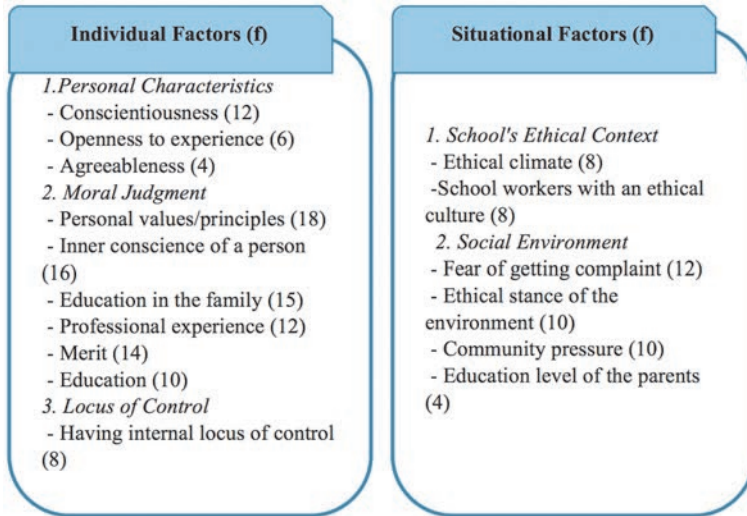 Individual Factors (f)
1.Personal Characteristics
- Conscientiousness (12)
- Openness to experience (6)
- Agreeableness (4)
2. Moral Judgment
- Personal values/principles (18)
- Inner conscience of a person
(16)
- Education in the family (15)
- Professional experience (12)
- Merit (14)
- Education (10)
3. Locus of Control
- Having internal locus of control
(8)
Situational Factors (f)
1. School's Ethical Context
- Ethical climate (8)
-School workers with an ethical
culture (8)
2. Social Environment
- Fear of getting complaint (12)
- Ethical stance of the
environment (10)
- Community pressure (10)
- Education level of the parents
(4)